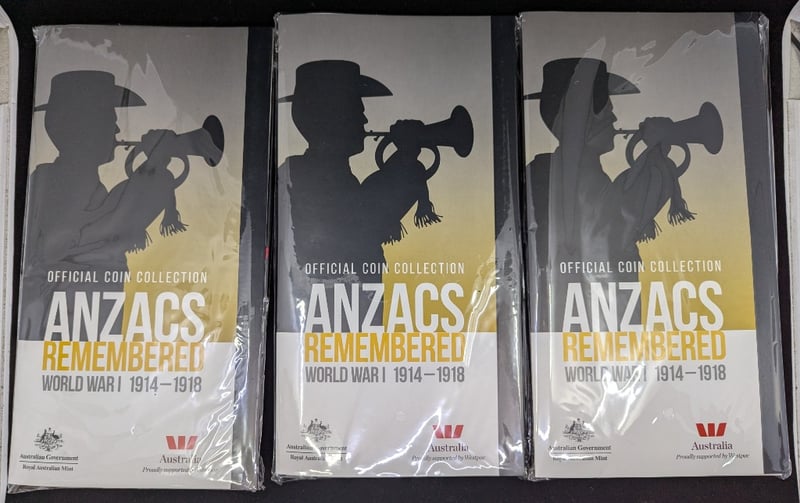 OFFICIAL COIN COLLECTION
ANZACS
REMEMBERED
WORLD WAR I 1914–1918
Australian Government
Royal Australian Mint
Australia
Proudly supported by
OFFICIAL COIN COLLECTION
ANZACS
REMEMBERED
WORLD WAR I 1914–1918
Australian Government
Royal Australian Mint
Australia
Proudly supported by Westpac
OFFICIAL COIN COLLECTION
ANZACS
REMEMBERED
WORLD WAR I 1914–1918
Australian Government
Royal Australian Mint
Australia
Proudly supported by Westpac